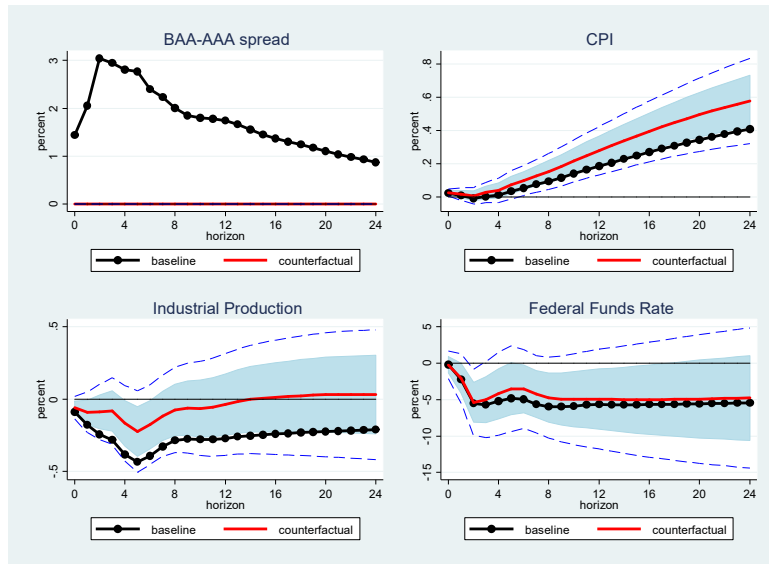 BAA-AAA spread
percent
3
2
1
0
0 4 8 12 16 20 24
horizon
baseline counterfactual
CPI
percent
.8
.6
.4
.2
0
0 4 8 12 16 20 24
horizon
baseline counterfactual
Industrial Production
percent
.5
0
-.5
0 4 8 12 16 20 24
horizon
baseline counterfactual
Federal Funds Rate
percent
5
0
-5
-10
-15
0 4 8 12 16 20 24
horizon
baseline counterfactual